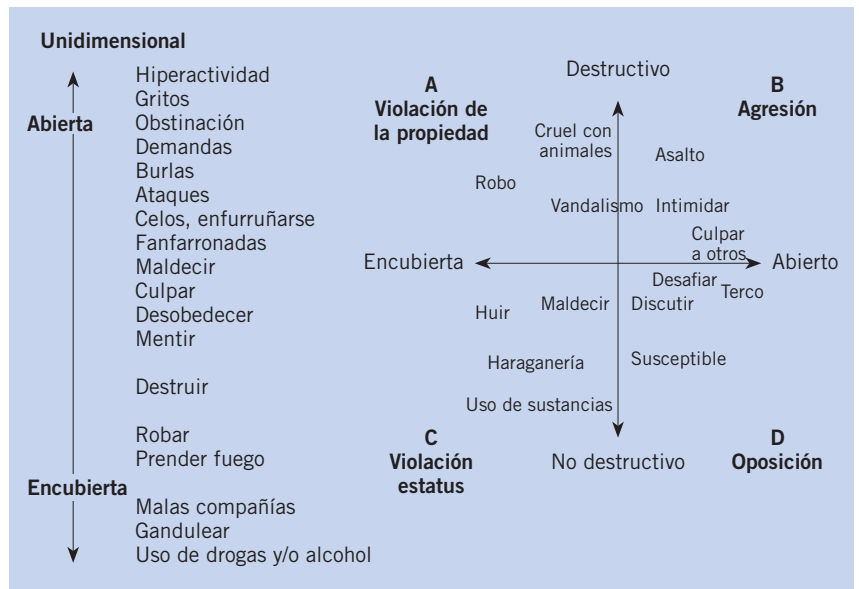 Unidimensional
Abierta
Hiperactividad
Gritos
Obstinación
Demandas
Burlas
Ataques
Celos, enfurruñarse
Fanfarronadas
Maldecir
Culpar
Desobedecer
Mentir
Destruir
Robar
Prender fuego
Encubierta
Malas compañías
Gandulear
Uso de drogas y/o alcohol
Destructivo
A
Violación de
la propiedad
B
Agresión
Cruel con
animales
Asalto
Robo
Vandalismo
Intimidar
Culpar
a otros
Encubierta
Abierto
Desafiar
Terco
Huir
Maldecir
Discutir
Haraganería
Susceptible
Uso de sustancias
C
Violación
estatus
No destructivo
D
Oposición